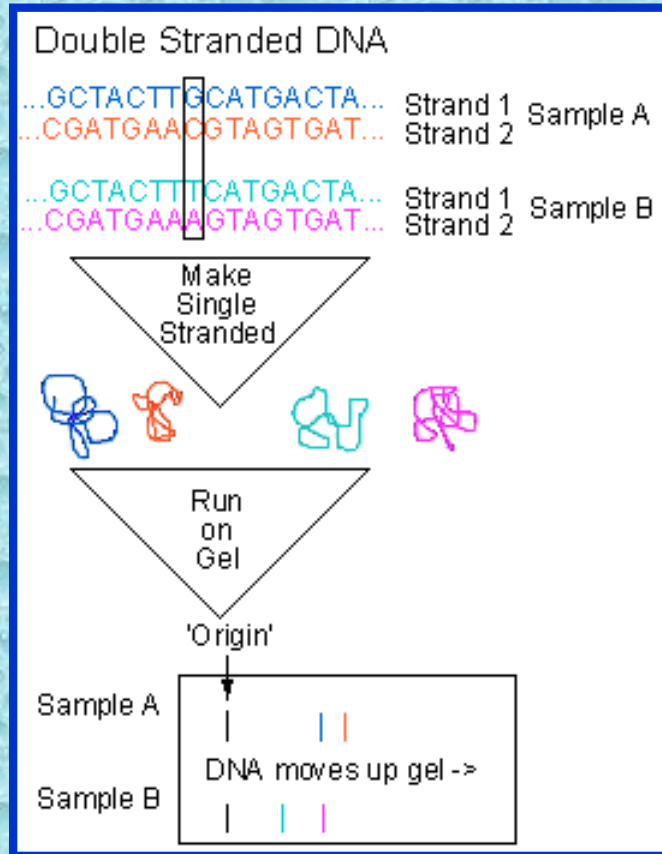 Double Stranded DNA
...GCTACTTGCATGACTA... Strand 1 Sample A
...CGATGAACGTAGTGAT... Strand 2
...GCTACTTTCATGACTA... Strand 1 Sample B
...CGATGAAAGTAGTGAT... Strand 2
Make
Single
Stranded
Run
on
Gel
'Origin'
Sample A
DNA moves up gel ->
Sample B